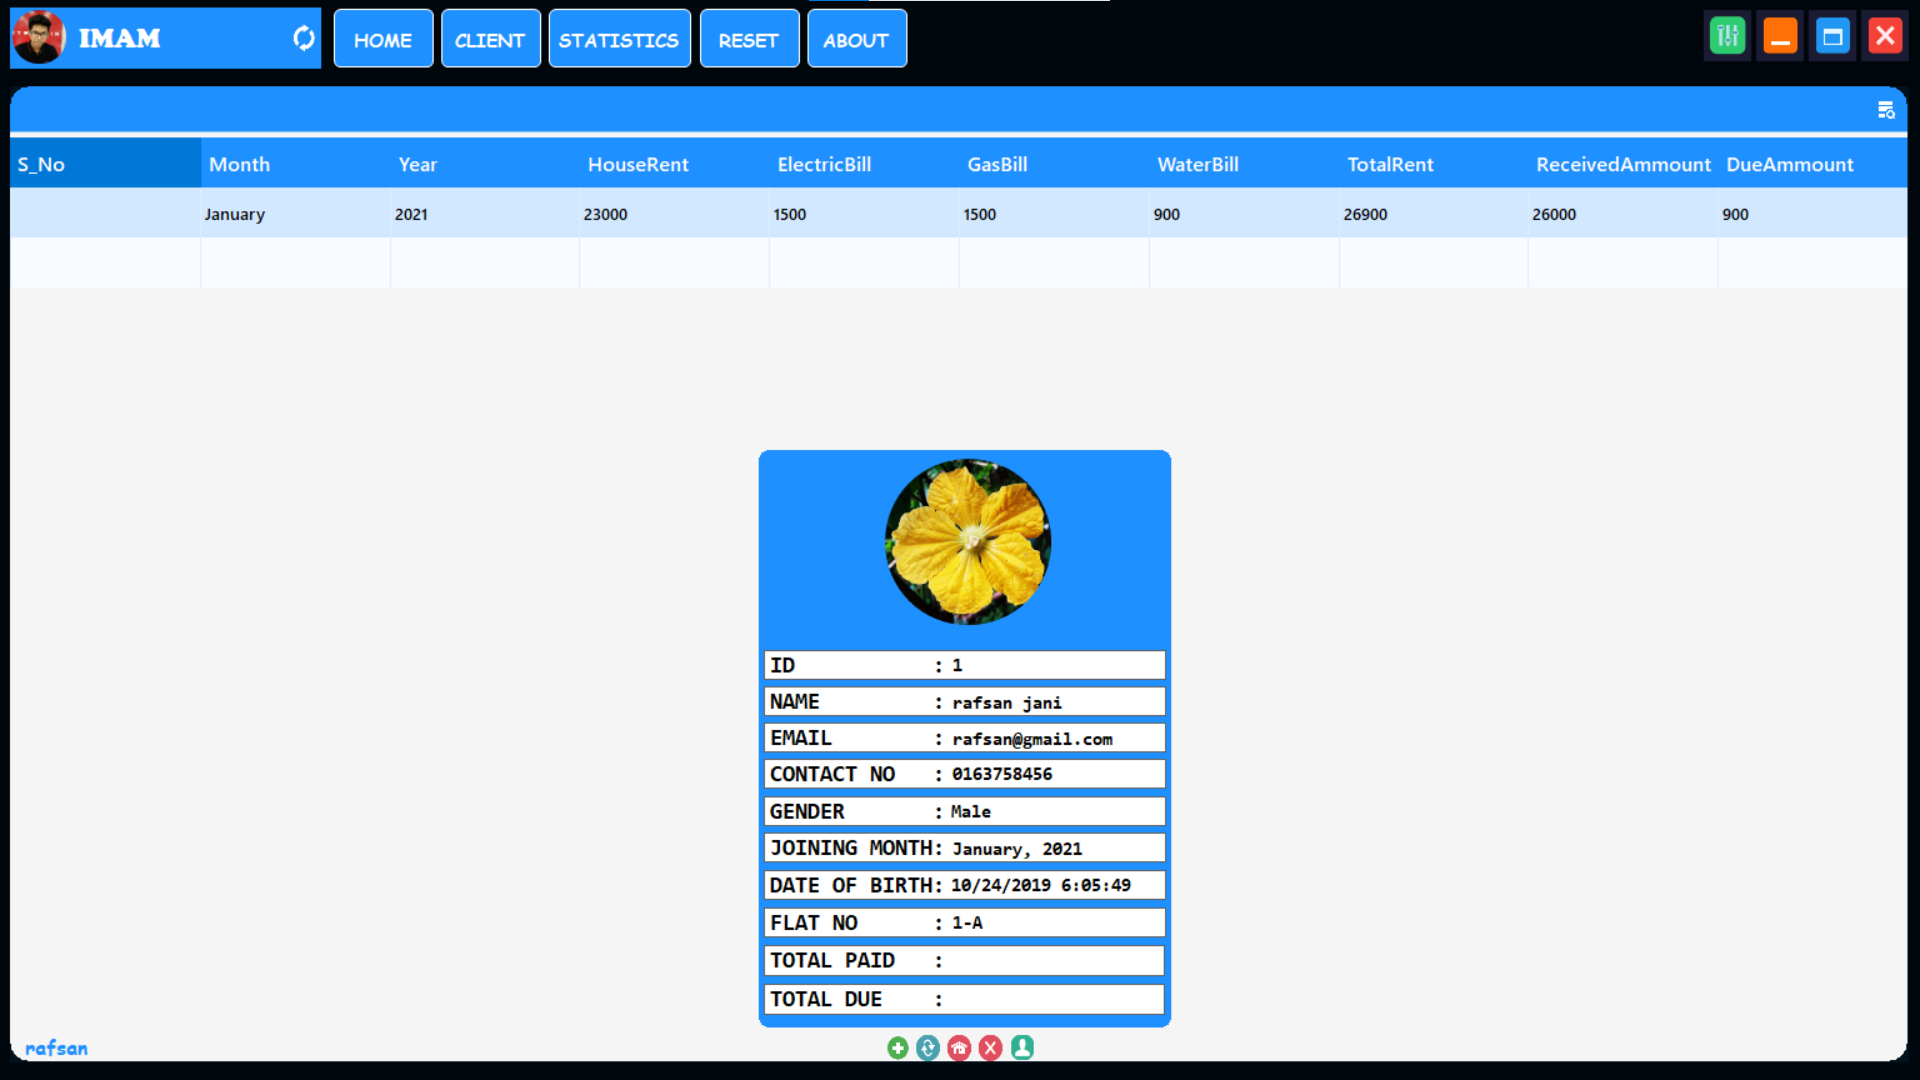 IMAM
HOME CLIENT STATISTICS RESET ABOUT
S_No Month Year HouseRent ElectricBill GasBill WaterBill TotalRent ReceivedAmmount DueAmmount
January 2021 23000 1500 1500 900 26900 26000 900
ID : 1
NAME : rafsan jani
EMAIL : rafsan@gmail.com
CONTACT NO : 0163758456
GENDER : Male
JOINING MONTH: January, 2021
DATE OF BIRTH: 10/24/2019 6:05:49
FLAT NO : 1-A
TOTAL PAID :
TOTAL DUE :
rafsan